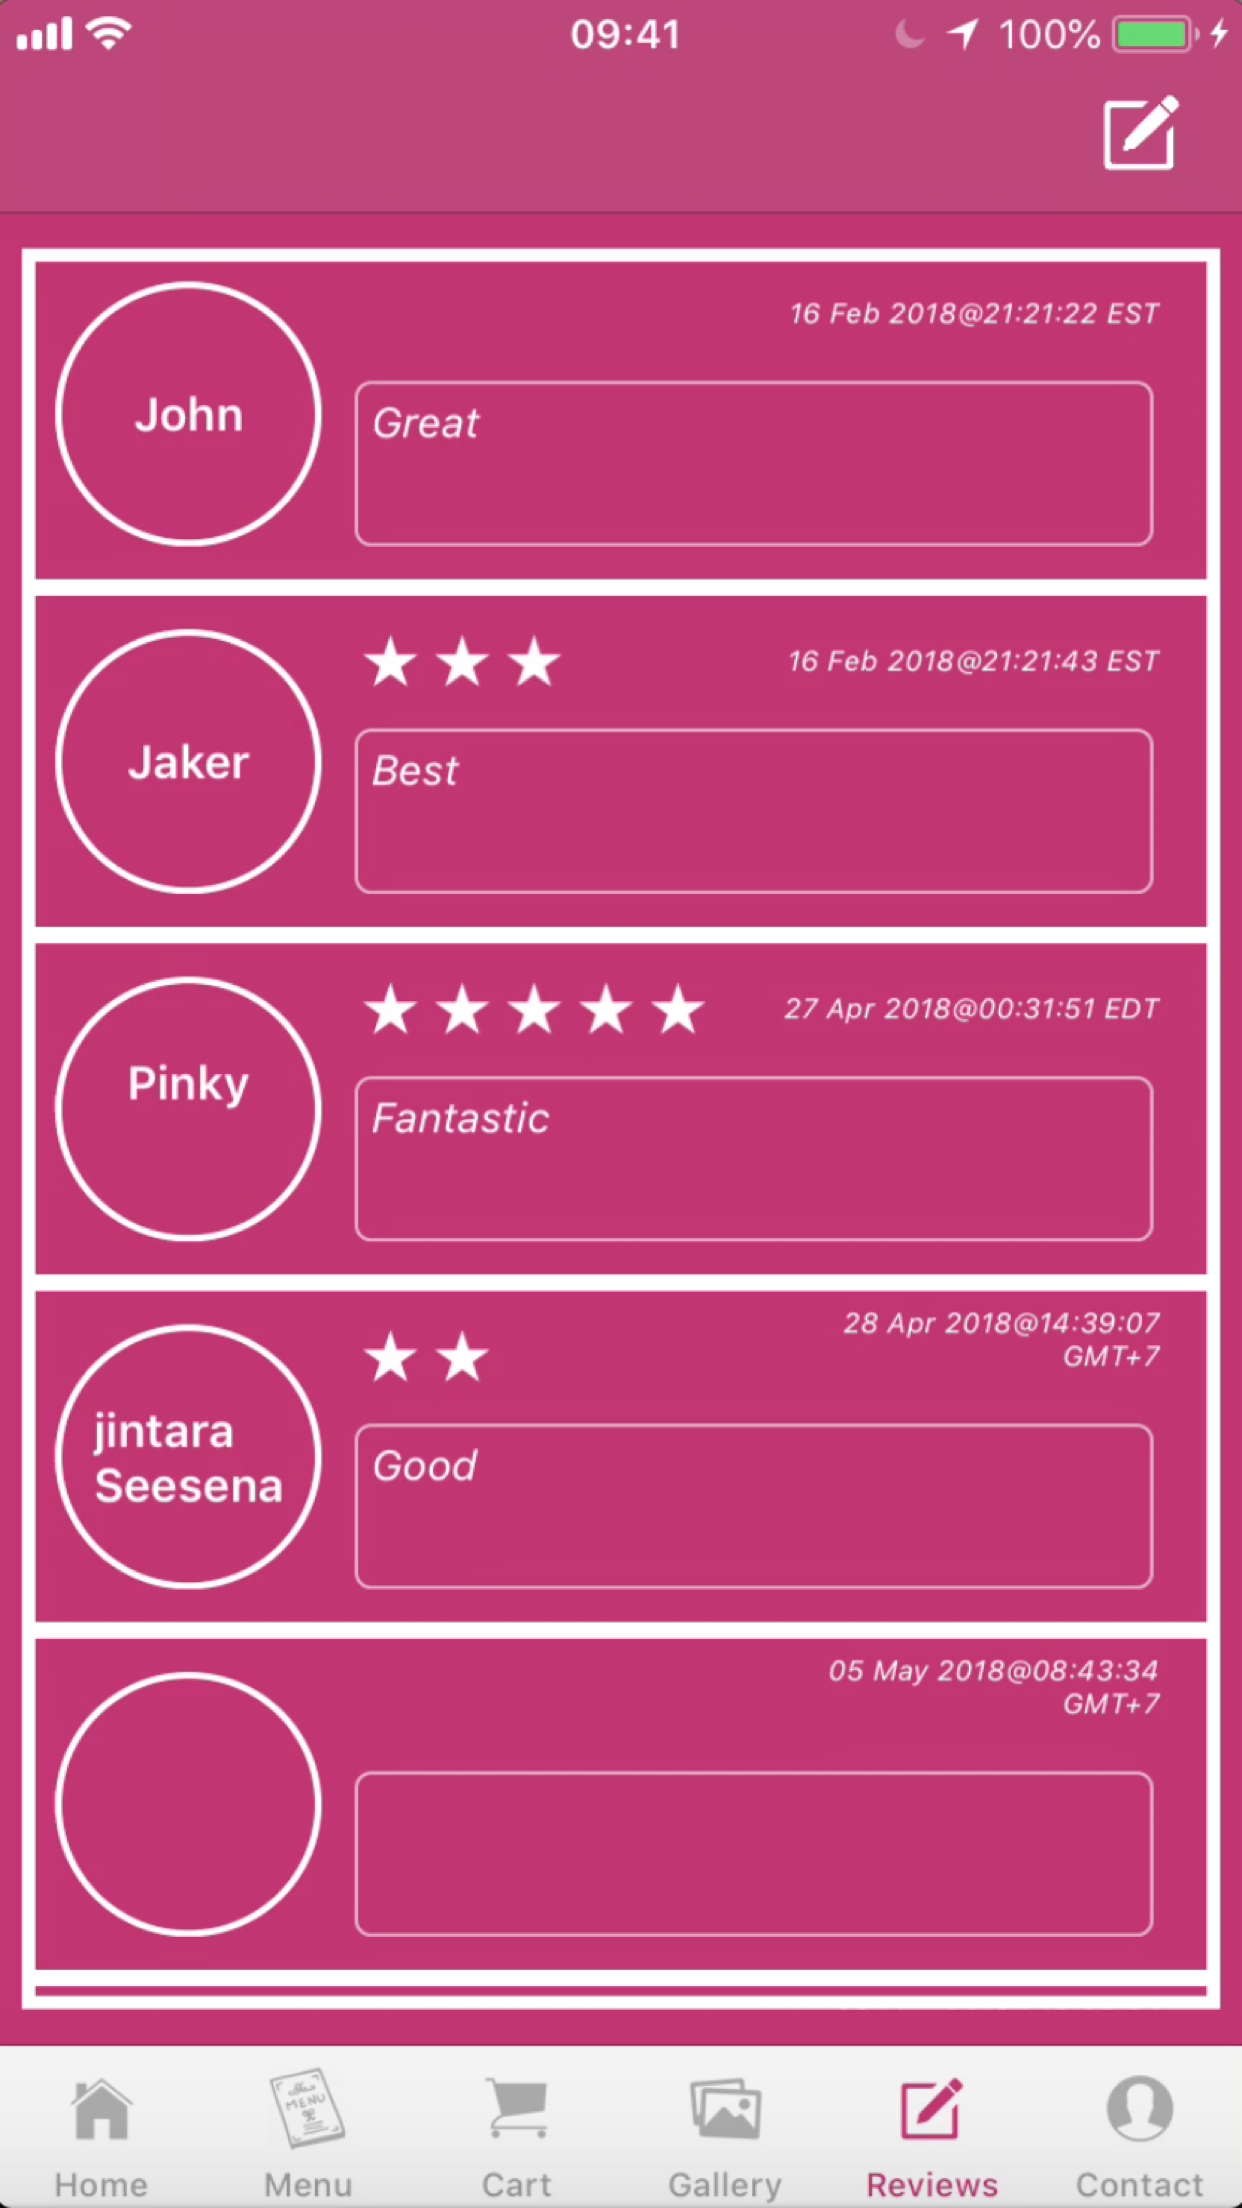 09:41
100%
16 Feb 2018@21:21:22 EST
John
Great
16 Feb 2018@21:21:43 EST
Jaker
Best
27 Apr 2018@00:31:51 EDT
Pinky
Fantastic
28 Apr 2018@14:39:07
GMT+7
jintara
Seesena
Good
05 May 2018@08:43:34
GMT+7
MENU
Home
Menu
Cart
Gallery
Reviews
Contact